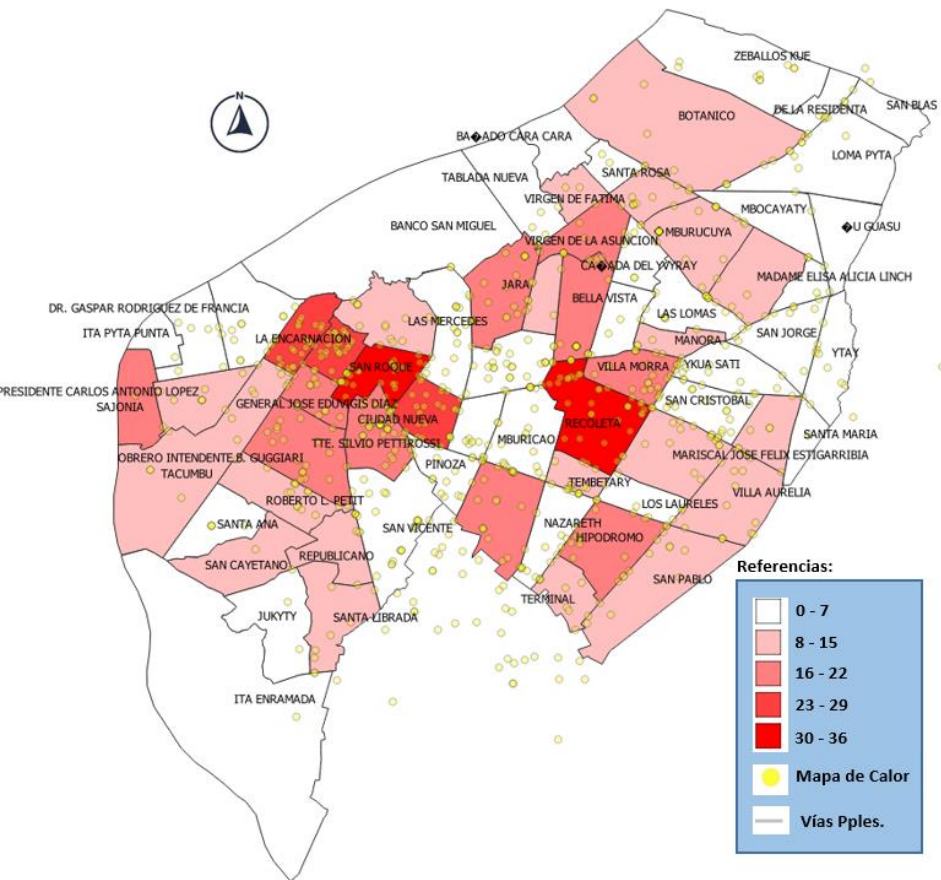 ZEBALLOS KUE
N
SAN BLAS
DE LA RESIDENTA
BOTANICO
BA�ADO CARA CARA
LOMA PYTA
SANTA ROSA
TABLADA NUEVA
VIRGEN DE FATIMA
MBOCAYATY
BANCO SAN MIGUEL
�U GUASU
MBURUCUYA
VIRGEN DE LA ASUNCION
CA�ADA DEL YVYRAY
MADAME ELISA ALICIA LINCH
JARA
BELLA VISTA
DR. GASPAR RODRIGUEZ DE FRANCIA
LAS LOMAS
LAS MERCEDES
ITA PYTA PUNTA
SAN JORGE
LA ENCARNACION
MANORA
YTAY
SAN ROQUE
VILLA MORRA
YKUA SATI
PRESIDENTE CARLOS ANTONIO LOPEZ
SAN CRISTOBAL
GENERAL JOSE EDUVIGIS DIAZ
SAJONIA
CIUDAD NUEVA
RECOLETA
SANTA MARIA
TTE. SILVIO PETTIROSSI
MBURICAO
OBRERO INTENDENTE B. GUGGIARI
MARISCAL JOSE FELIX ESTIGARRIBIA
PINOZA
TACUMBU
TEMBETARY
VILLA AURELIA
ROBERTO L. PETIT
LOS LAURELES
SANTA ANA
SAN VICENTE
NAZARETH
HIPODROMO
REPUBLICANO
SAN CAYETANO
SAN PABLO
TERMINAL
JUKYTY
SANTA LIBRADA
ITA ENRAMADA
Referencias:
0 - 7
8 - 15
16 - 22
23 - 29
30 - 36
Mapa de Calor
Vías Pples.